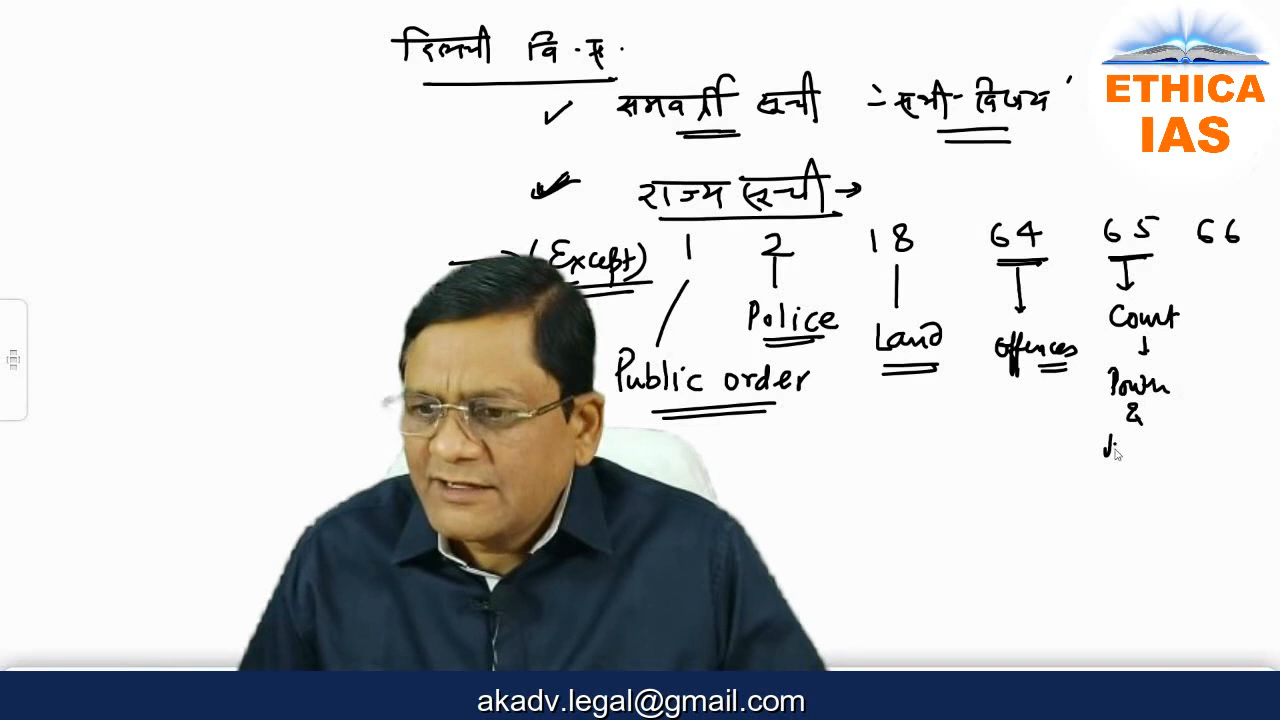 दिल्ली वि.स.
✓ समवर्ती सूची :- सभी विषय
✓ राज्य सूची →
(Except) 1 2 18 64 65 66
Public order Police Land offences Court
↓
Power
&
J
ETHICA
IAS
akadv.legal@gmail.com